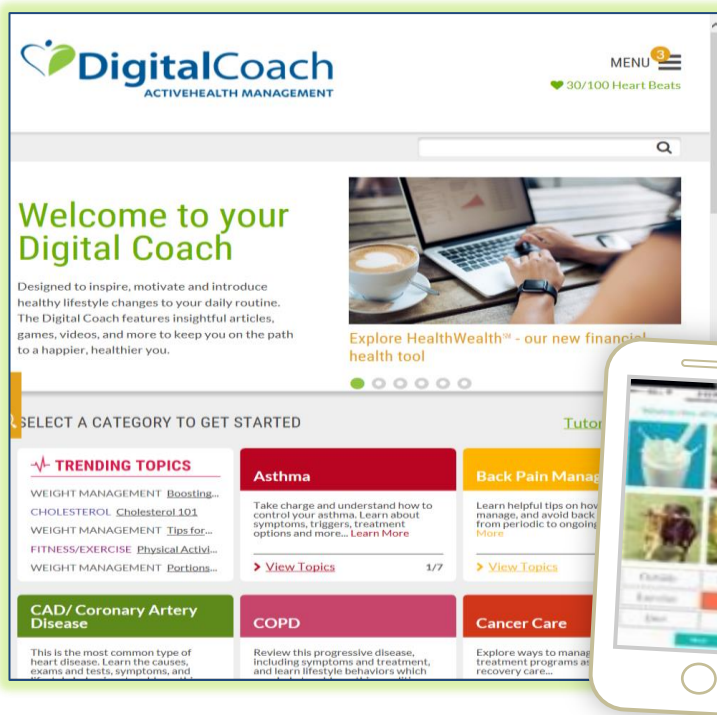 DigitalCoach
ACTIVEHEALTH MANAGEMENT
MENU 3
30/100 Heart Beats
Welcome to your
Digital Coach
Designed to inspire, motivate and introduce
healthy lifestyle changes to your daily routine.
The Digital Coach features insightful articles,
games, videos, and more to keep you on the path
to a happier, healthier you.
Explore HealthWealth℠ - our new financial
health tool
SELECT A CATEGORY TO GET STARTED
Tutor
TRENDING TOPICS
WEIGHT MANAGEMENT Boosting...
CHOLESTEROL Cholesterol 101
WEIGHT MANAGEMENT Tips for...
FITNESS/EXERCISE Physical Activi...
WEIGHT MANAGEMENT Portions...
Asthma
Take charge and understand how to
control your asthma. Learn about
symptoms, triggers, treatment
options and more... Learn More
View Topics 1/7
Back Pain Manag
Learn helpful tips on how
manage, and avoid back
from periodic to ongoing
More
View Topics
CAD/ Coronary Artery
Disease
This is the most common type of
heart disease. Learn the causes,
exams and tests, symptoms, and
COPD
Review this progressive disease,
including symptoms and treatment,
and learn lifestyle behaviors which
Cancer Care
Explore ways to manag
treatment programs as
recovery care...